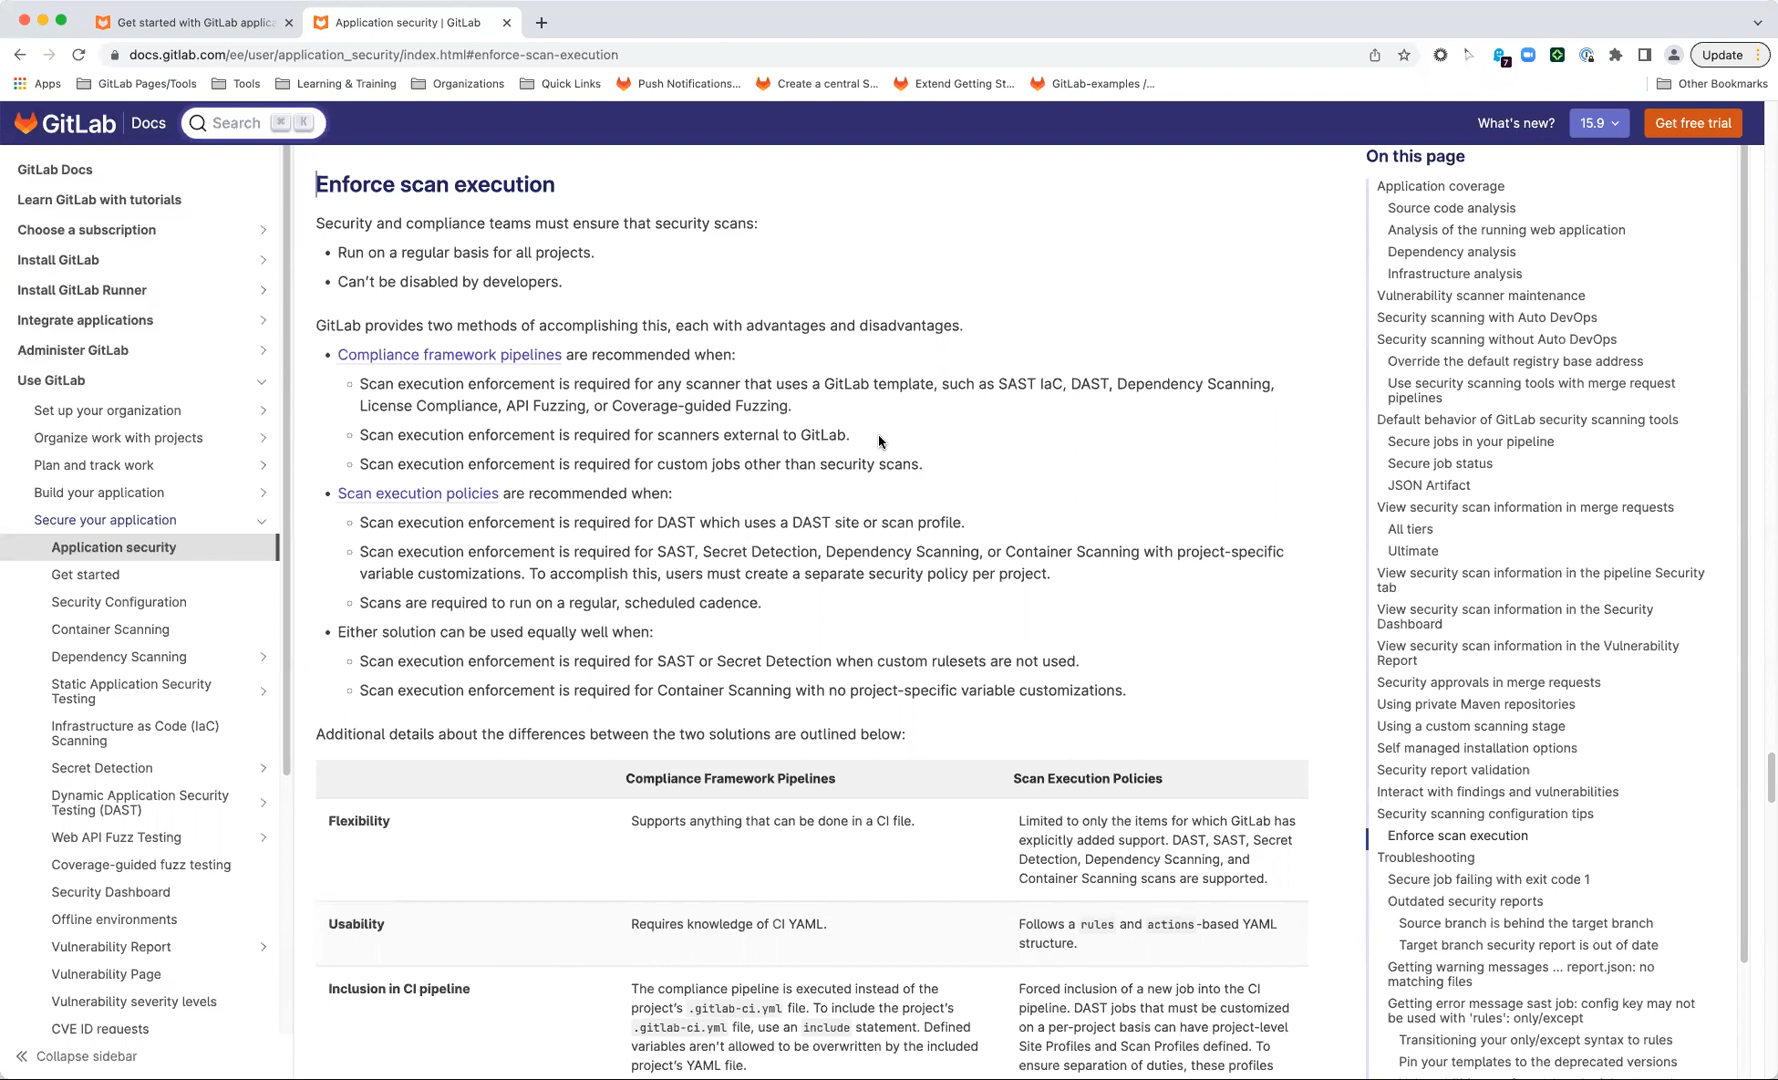 Get started with GitLab applic
Application security | GitLab
docs.gitlab.com/ee/user/application_security/index.html#enforce-scan-execution
7
Update
Apps
GitLab Pages/Tools
Tools
Learning & Training
Organizations
Quick Links
Push Notifications...
Create a central S...
Extend Getting St...
GitLab-examples /...
Other Bookmarks
GitLab
Docs
Search ⌘ K
What's new?
15.9
Get free trial
GitLab Docs
Learn GitLab with tutorials
Choose a subscription
Install GitLab
Install GitLab Runner
Integrate applications
Administer GitLab
Use GitLab
Set up your organization
Organize work with projects
Plan and track work
Build your application
Secure your application
Application security
Get started
Security Configuration
Container Scanning
Dependency Scanning
Static Application Security
Testing
Infrastructure as Code (IaC)
Scanning
Secret Detection
Dynamic Application Security
Testing (DAST)
Web API Fuzz Testing
Coverage-guided fuzz testing
Security Dashboard
Offline environments
Vulnerability Report
Vulnerability Page
Vulnerability severity levels
CVE ID requests
Collapse sidebar
Enforce scan execution
Security and compliance teams must ensure that security scans:
• Run on a regular basis for all projects.
• Can't be disabled by developers.
GitLab provides two methods of accomplishing this, each with advantages and disadvantages.
• Compliance framework pipelines are recommended when:
◦ Scan execution enforcement is required for any scanner that uses a GitLab template, such as SAST IaC, DAST, Dependency Scanning,
License Compliance, API Fuzzing, or Coverage-guided Fuzzing.
◦ Scan execution enforcement is required for scanners external to GitLab.
◦ Scan execution enforcement is required for custom jobs other than security scans.
• Scan execution policies are recommended when:
◦ Scan execution enforcement is required for DAST which uses a DAST site or scan profile.
◦ Scan execution enforcement is required for SAST, Secret Detection, Dependency Scanning, or Container Scanning with project-specific
variable customizations. To accomplish this, users must create a separate security policy per project.
◦ Scans are required to run on a regular, scheduled cadence.
• Either solution can be used equally well when:
◦ Scan execution enforcement is required for SAST or Secret Detection when custom rulesets are not used.
◦ Scan execution enforcement is required for Container Scanning with no project-specific variable customizations.
Additional details about the differences between the two solutions are outlined below:
Compliance Framework Pipelines
Scan Execution Policies
Flexibility
Supports anything that can be done in a CI file.
Limited to only the items for which GitLab has
explicitly added support. DAST, SAST, Secret
Detection, Dependency Scanning, and
Container Scanning scans are supported.
Usability
Requires knowledge of CI YAML.
Follows a rules and actions-based YAML
structure.
Inclusion in CI pipeline
The compliance pipeline is executed instead of the
project's .gitlab-ci.yml file. To include the project's
.gitlab-ci.yml file, use an include statement. Defined
variables aren't allowed to be overwritten by the included
project's YAML file.
Forced inclusion of a new job into the CI
pipeline. DAST jobs that must be customized
on a per-project basis can have project-level
Site Profiles and Scan Profiles defined. To
ensure separation of duties, these profiles
On this page
Application coverage
Source code analysis
Analysis of the running web application
Dependency analysis
Infrastructure analysis
Vulnerability scanner maintenance
Security scanning with Auto DevOps
Security scanning without Auto DevOps
Override the default registry base address
Use security scanning tools with merge request
pipelines
Default behavior of GitLab security scanning tools
Secure jobs in your pipeline
Secure job status
JSON Artifact
View security scan information in merge requests
All tiers
Ultimate
View security scan information in the pipeline Security
tab
View security scan information in the Security
Dashboard
View security scan information in the Vulnerability
Report
Security approvals in merge requests
Using private Maven repositories
Using a custom scanning stage
Self managed installation options
Security report validation
Interact with findings and vulnerabilities
Security scanning configuration tips
Enforce scan execution
Troubleshooting
Secure job failing with exit code 1
Outdated security reports
Source branch is behind the target branch
Target branch security report is out of date
Getting warning messages … report.json: no
matching files
Getting error message sast job: config key may not
be used with 'rules': only/except
Transitioning your only/except syntax to rules
Pin your templates to the deprecated versions